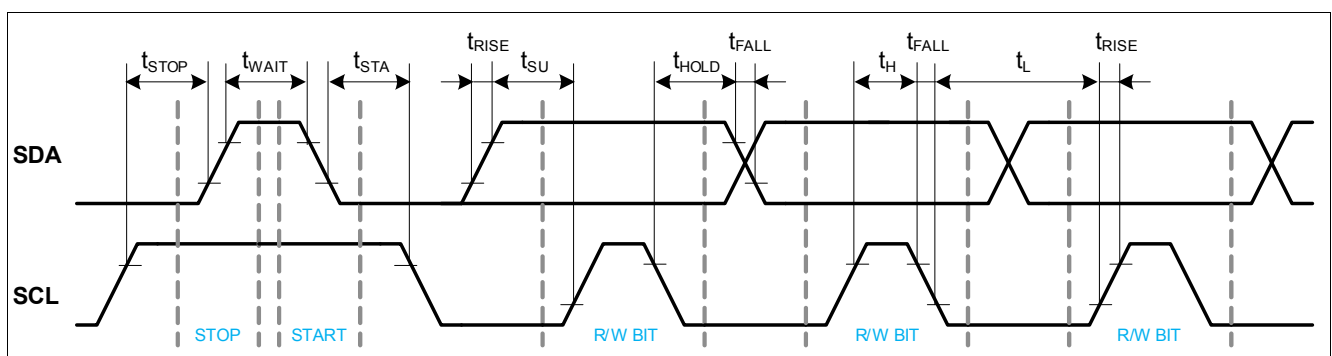 tRISE tFALL tFALL tRISE
tSTOP tWAIT tSTA tSU tHOLD tH tL
SDA
SCL
STOP START R/W BIT R/W BIT R/W BIT